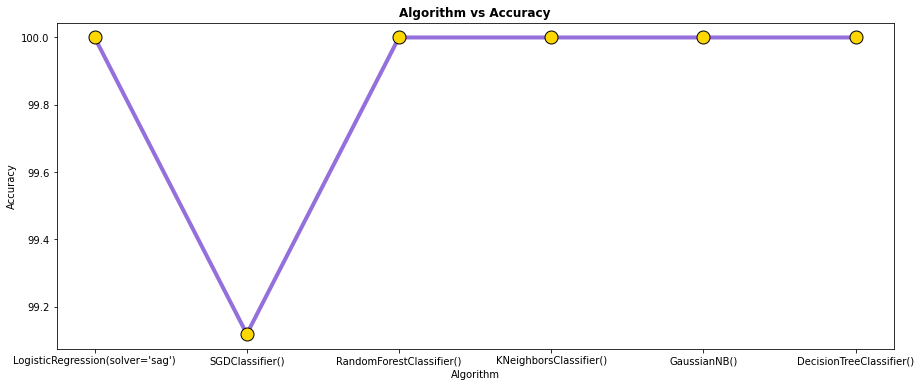 Algorithm vs Accuracy
100.0
99.8
99.6
99.4
99.2
Accuracy
LogisticRegression(solver='sag') SGDClassifier() RandomForestClassifier() KNeighborsClassifier() GaussianNB() DecisionTreeClassifier()
Algorithm